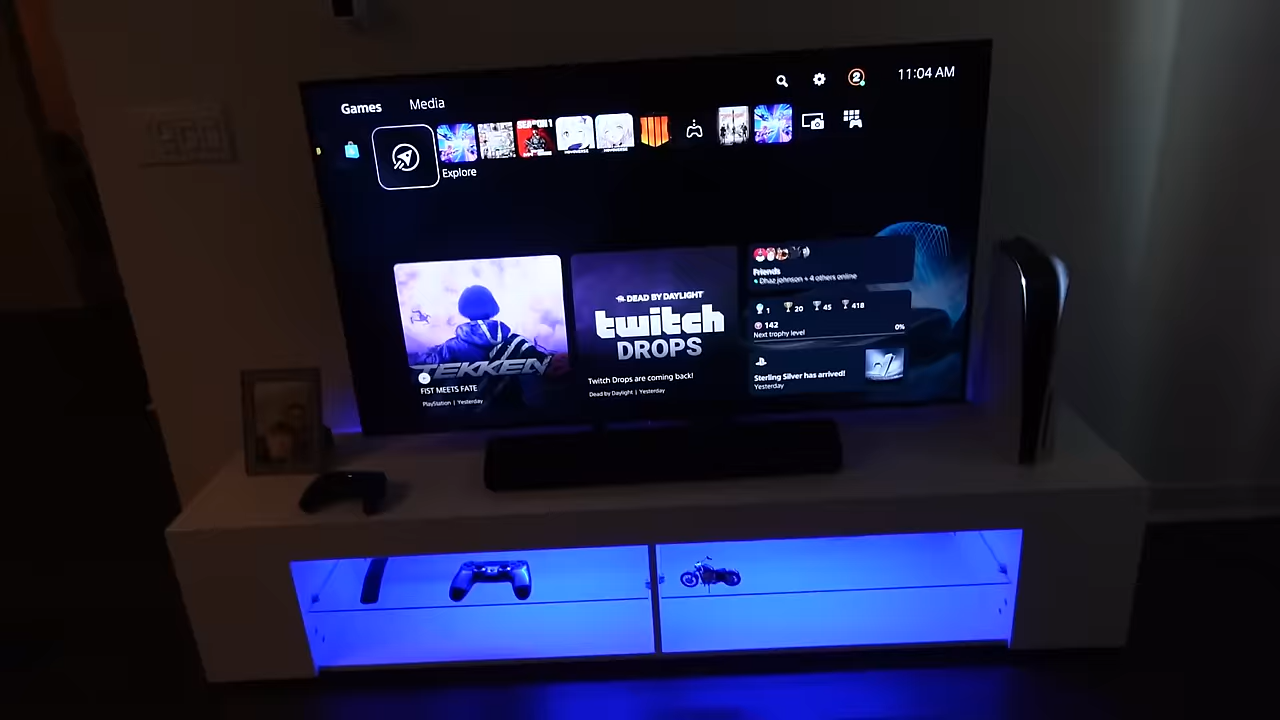 Games
Media
11:04 AM
SEASON 1
Explore
TEKKEN
FIST MEETS FATE
PlayStation | Yesterday
DEAD BY DAYLIGHT
twitch
DROPS
Twitch Drops are coming back!
Dead by Daylight | Yesterday
Friends
Dhaz Johnson + 4 others online
1
20
45
418
142
Next trophy level
0%
Sterling Silver has arrived!
Yesterday